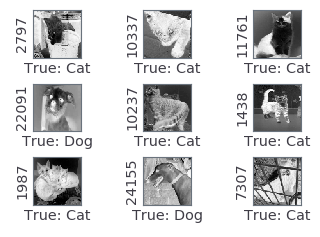 2797
True: Cat
10337
True: Cat
11761
True: Cat
22091
True: Dog
10237
True: Cat
1438
True: Cat
1987
True: Cat
24155
True: Dog
7307
True: Cat